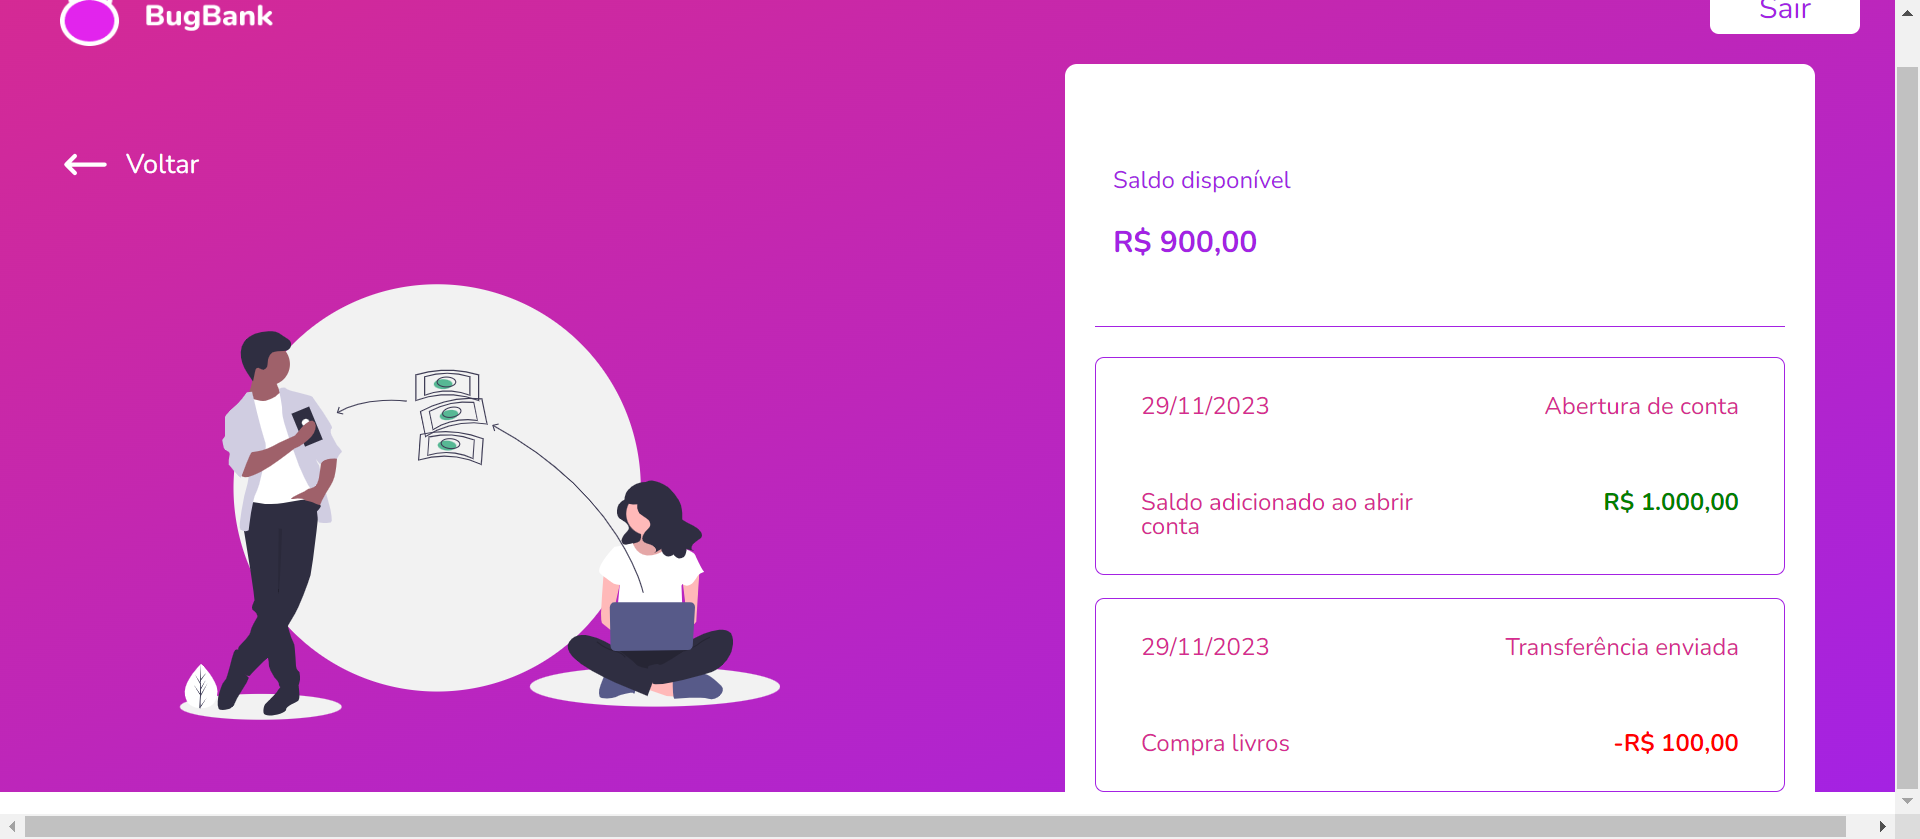 BugBank
Sair
Voltar
Saldo disponível
R$ 900,00
29/11/2023
Abertura de conta
Saldo adicionado ao abrir
conta
R$ 1.000,00
29/11/2023
Transferência enviada
Compra livros
-R$ 100,00